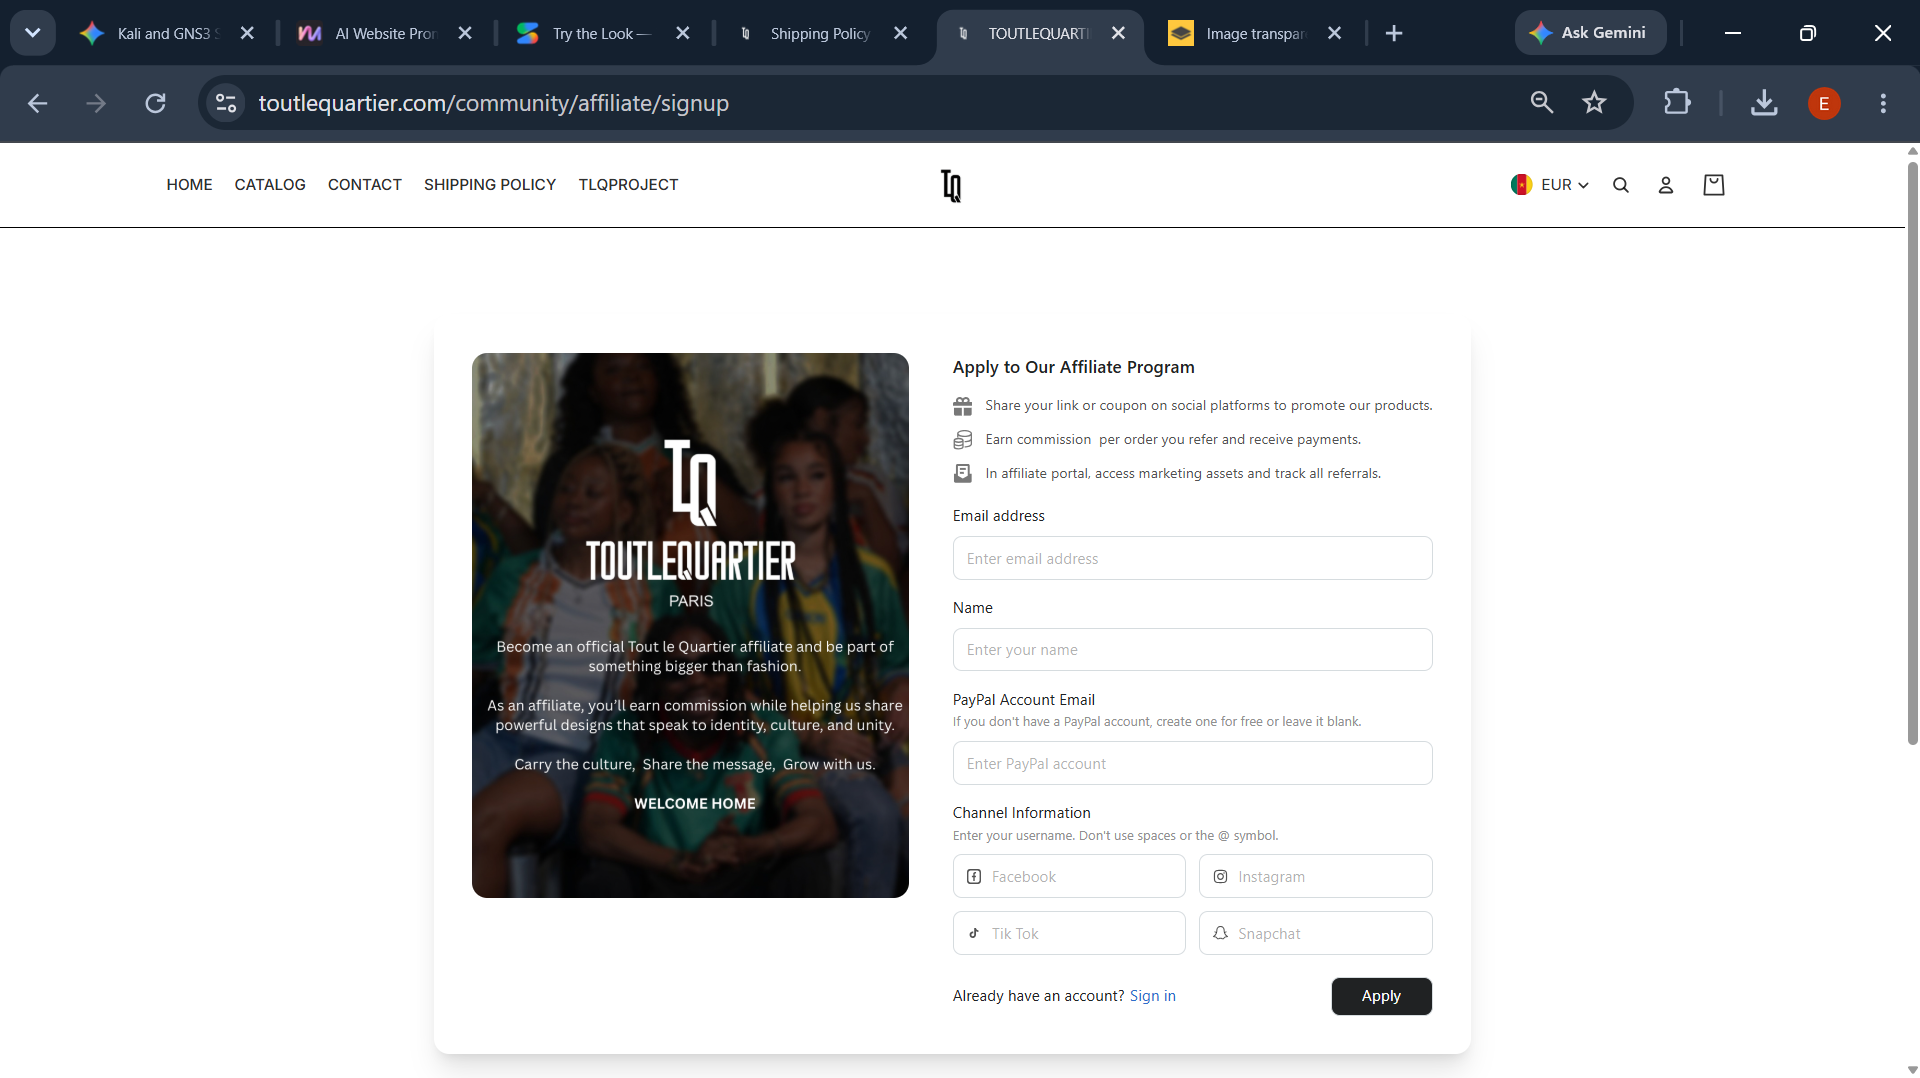 Kali and GNS3 S
AI Website Pron
Try the Look —
Shipping Policy
TOUTLEQUARTI
Image transpar
Ask Gemini
toutlequartier.com/community/affiliate/signup
E
HOME CATALOG CONTACT SHIPPING POLICY TLQPROJECT
TQ
EUR
TQ
TOUTLEQUARTIER
PARIS
Become an official Tout le Quartier affiliate and be part of
something bigger than fashion.
As an affiliate, you’ll earn commission while helping us share
powerful designs that speak to identity, culture, and unity.
Carry the culture, Share the message, Grow with us.
WELCOME HOME
Apply to Our Affiliate Program
Share your link or coupon on social platforms to promote our products.
Earn commission per order you refer and receive payments.
In affiliate portal, access marketing assets and track all referrals.
Email address
Enter email address
Name
Enter your name
PayPal Account Email
If you don't have a PayPal account, create one for free or leave it blank.
Enter PayPal account
Channel Information
Enter your username. Don't use spaces or the @ symbol.
Facebook Instagram
Tik Tok Snapchat
Already have an account? Sign in
Apply